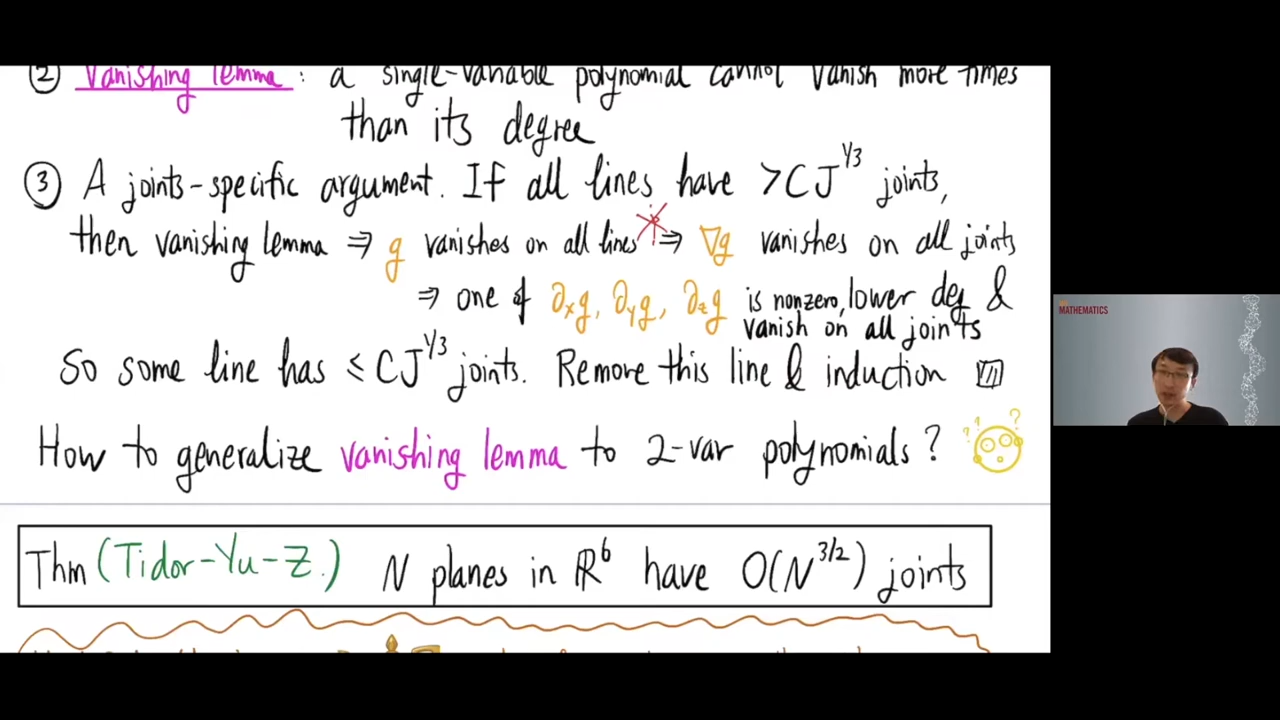 ② Vanishing lemma : a single-variable polynomial cannot vanish more times
than its degree
③ A joints-specific argument. If all lines have > CJ^{1/3} joints,
then vanishing lemma ⇒ g vanishes on all lines ⇒ ∇g vanishes on all joints
⇒ one of ∂ₓg, ∂ᵧg, ∂_zg is nonzero, lower deg &
vanish on all joints
So some line has ≤ CJ^{1/3} joints. Remove this line & induction
How to generalize vanishing lemma to 2-var polynomials?
? ? ?
Thm (Tidor-Yu-Z.) N planes in ℝ^6 have O(N^{3/2}) joints
MATHEMATICS